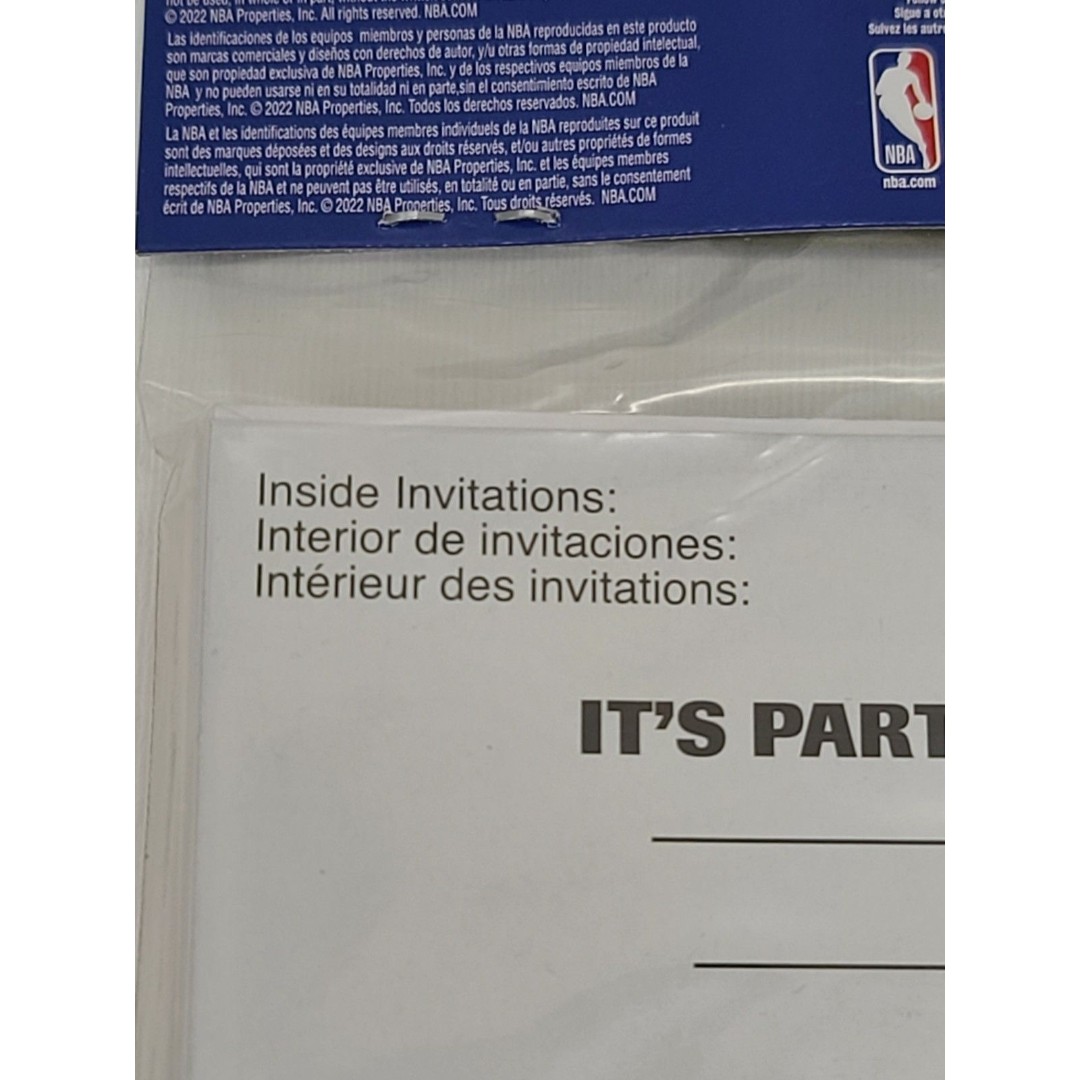 © 2022 NBA Properties, Inc. All rights reserved. NBA.COM
Las identificaciones de los equipos miembros y personas de la NBA reproducidas en este producto
son marcas comerciales y diseños con derechos de autor, y/u otras formas de propiedad intelectual,
que son propiedad exclusiva de NBA Properties, Inc. y de los respectivos equipos miembros de la
NBA y no pueden usarse ni en su totalidad ni en parte,sin el consentimiento escrito de NBA
Properties, Inc. © 2022 NBA Properties, Inc. Todos los derechos reservados. NBA.COM
La NBA et les identifications des équipes membres individuels de la NBA reproduites sur ce produit
sont des marques déposées et des designs aux droits réservés, et/ou autres propriétés de formes
intellectuelles, qui sont la propriété exclusive de NBA Properties, Inc. et les équipes membres
respectifs de la NBA et ne peuvent pas être utilisés, en totalité ou en partie, sans le consentement
écrit de NBA Properties, Inc. © 2022 NBA Properties, Inc. Tous droits réservés. NBA.COM
Sigue a
Suivez les
NBA
nba.com
Inside Invitations:
Interior de invitaciones:
Intérieur des invitations:
IT'S PART